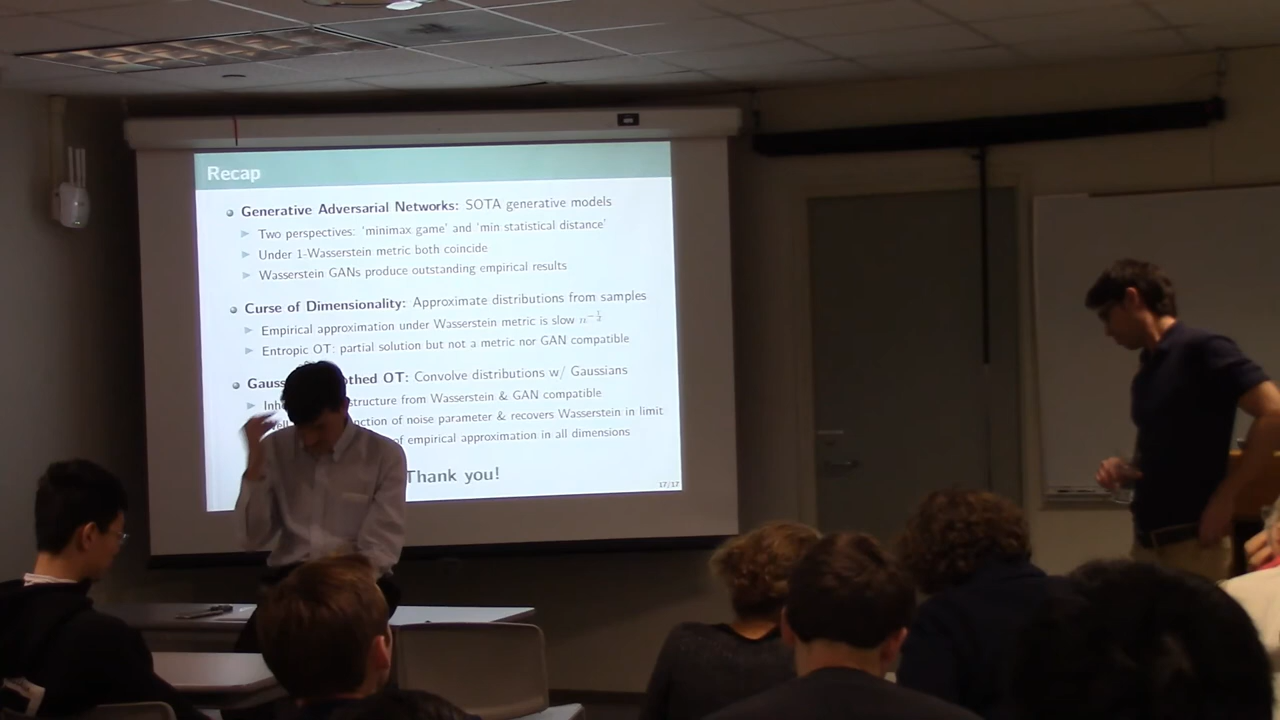 Recap
Generative Adversarial Networks: SOTA generative models
Two perspectives: 'minimax game' and 'min statistical distance'
Under 1-Wasserstein metric both coincide
Wasserstein GANs produce outstanding empirical results
Curse of Dimensionality: Approximate distributions from samples
Empirical approximation under Wasserstein metric is slow n^{-1/d}
Entropic OT: partial solution but not a metric nor GAN compatible
OT: Convolve distributions w/ Gaussians
structure from Wasserstein & GAN compatible
of noise parameter & recovers Wasserstein in limit
of empirical approximation in all dimensions
Thank you!
17/17